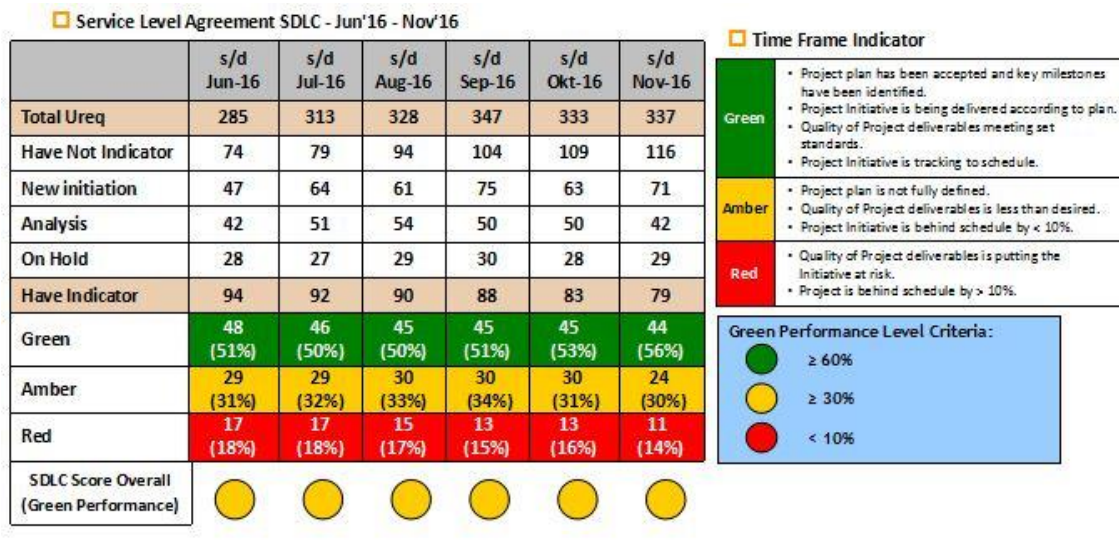 Service Level Agreement SDLC - Jun'16 - Nov'16
s/d Jun-16 s/d Jul-16 s/d Aug-16 s/d Sep-16 s/d Okt-16 s/d Nov-16
Total Ureq 285 313 328 347 333 337
Have Not Indicator 74 79 94 104 109 116
New initiation 47 64 61 75 63 71
Analysis 42 51 54 50 50 42
On Hold 28 27 29 30 28 29
Have Indicator 94 92 90 88 83 79
Green 48 (51%) 46 (50%) 45 (50%) 45 (51%) 45 (53%) 44 (56%)
Amber 29 (31%) 29 (32%) 30 (33%) 30 (34%) 30 (31%) 24 (30%)
Red 17 (18%) 17 (18%) 15 (17%) 13 (15%) 13 (16%) 11 (14%)
SDLC Score Overall
(Green Performance)
Time Frame Indicator
Green
• Project plan has been accepted and key milestones
have been identified.
• Project Initiative is being delivered according to plan.
• Quality of Project deliverables meeting set
standards.
• Project Initiative is tracking to schedule.
Amber
• Project plan is not fully defined.
• Quality of Project deliverables is less than desired.
• Project Initiative is behind schedule by < 10%.
Red
• Quality of Project deliverables is putting the
Initiative at risk.
• Project is behind schedule by > 10%.
Green Performance Level Criteria:
≥ 60%
≥ 30%
< 10%